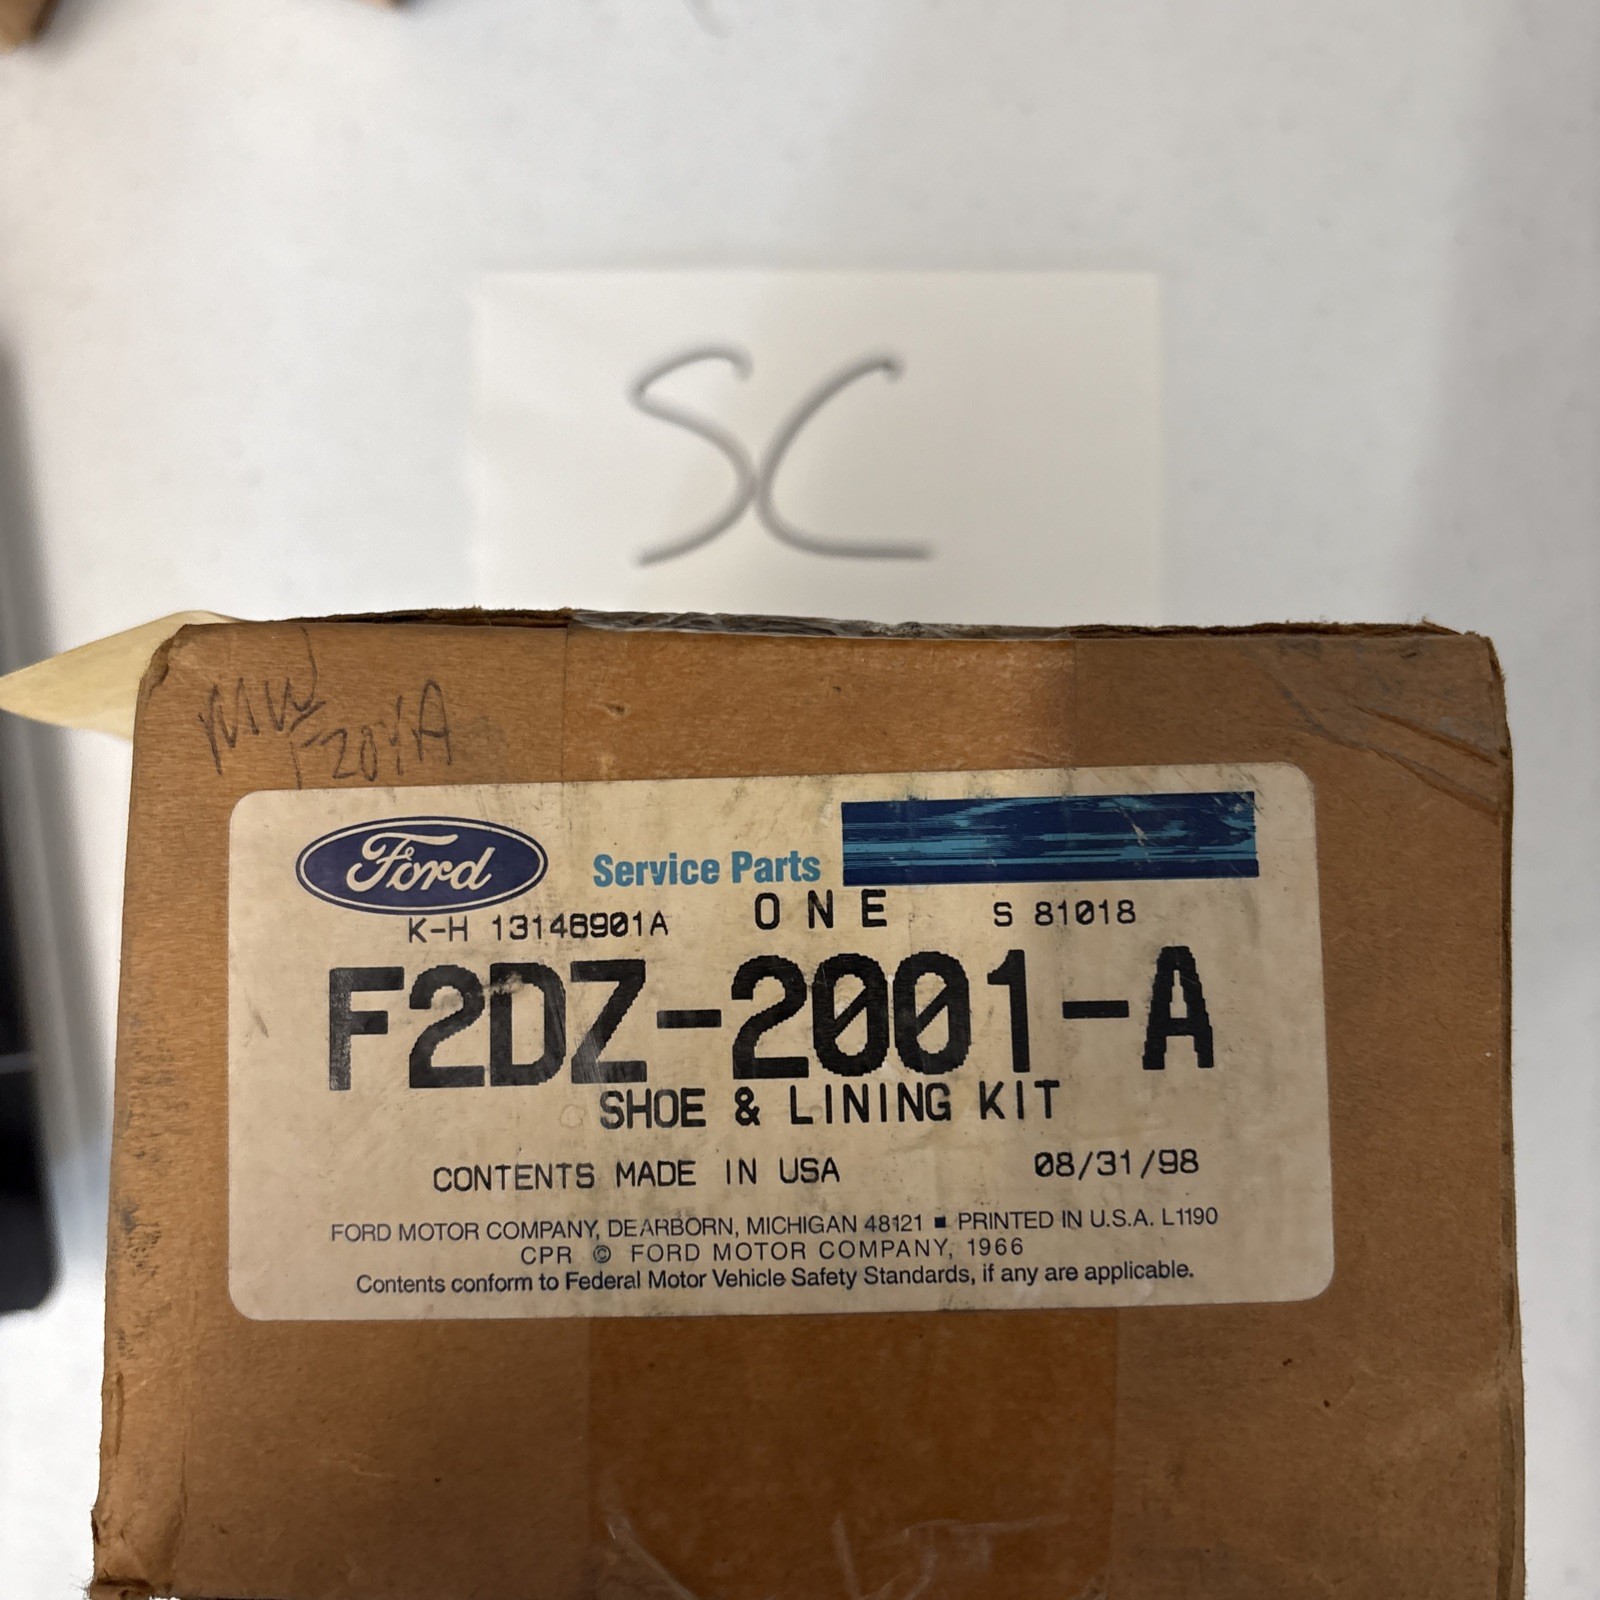 SC
MW
F204A
Ford
Service Parts
K-H 13146901A ONE S 81018
F2DZ-2001-A
SHOE & LINING KIT
CONTENTS MADE IN USA 08/31/98
FORD MOTOR COMPANY, DEARBORN, MICHIGAN 48121 ■ PRINTED IN U.S.A. L1190
CPR © FORD MOTOR COMPANY, 1966
Contents conform to Federal Motor Vehicle Safety Standards, if any are applicable.